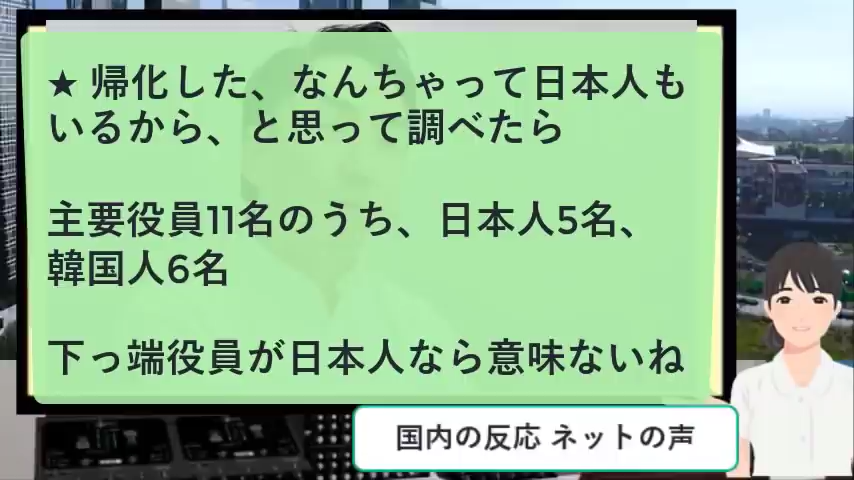 ★ 帰化した、なんちゃって日本人も
いるから、と思って調べたら
主要役員11名のうち、日本人5名、
韓国人6名
下っ端役員が日本人なら意味ないね
国内の反応 ネットの声